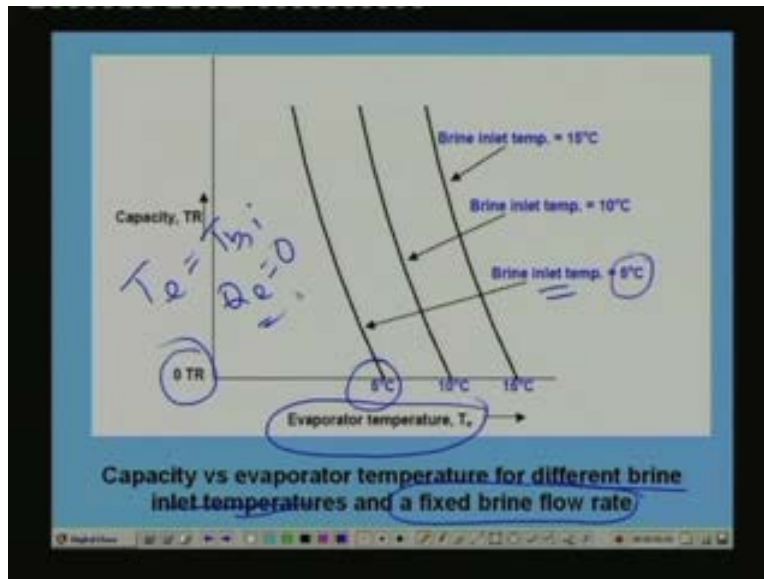 Brine inlet temp. = 15°C
Brine inlet temp. = 10°C
Capacity, TR
Te = Tbi
Qe = 0
Brine inlet temp. = 5°C
0 TR
5°C 10°C 15°C
Evaporator temperature, Te
Capacity vs evaporator temperature for different brine
inlet temperatures and a fixed brine flow rate